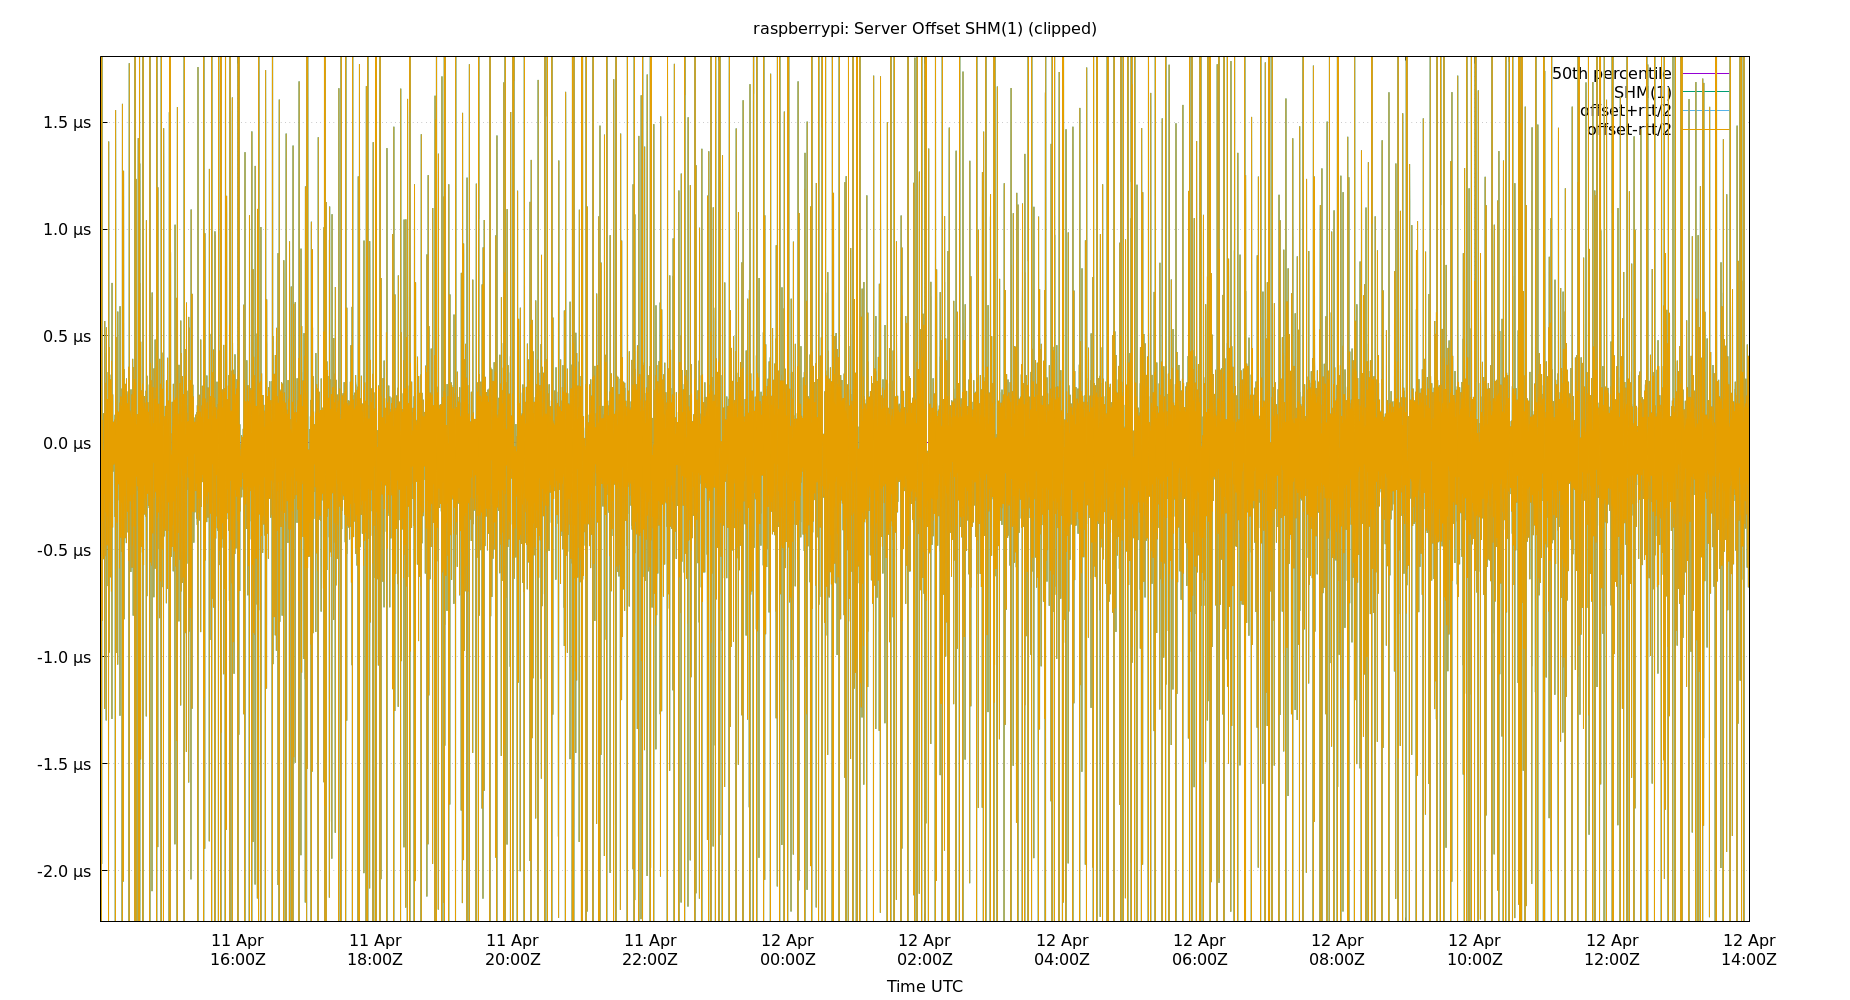 raspberrypi: Server Offset SHM(1) (clipped)
50th percentile
SHM(1)
offset+rtt/2
offset-rtt/2
1.5 µs
1.0 µs
0.5 µs
0.0 µs
-0.5 µs
-1.0 µs
-1.5 µs
-2.0 µs
11 Apr 11 Apr 11 Apr 11 Apr 12 Apr 12 Apr 12 Apr 12 Apr 12 Apr 12 Apr 12 Apr 12 Apr
16:00Z 18:00Z 20:00Z 22:00Z 00:00Z 02:00Z 04:00Z 06:00Z 08:00Z 10:00Z 12:00Z 14:00Z
Time UTC